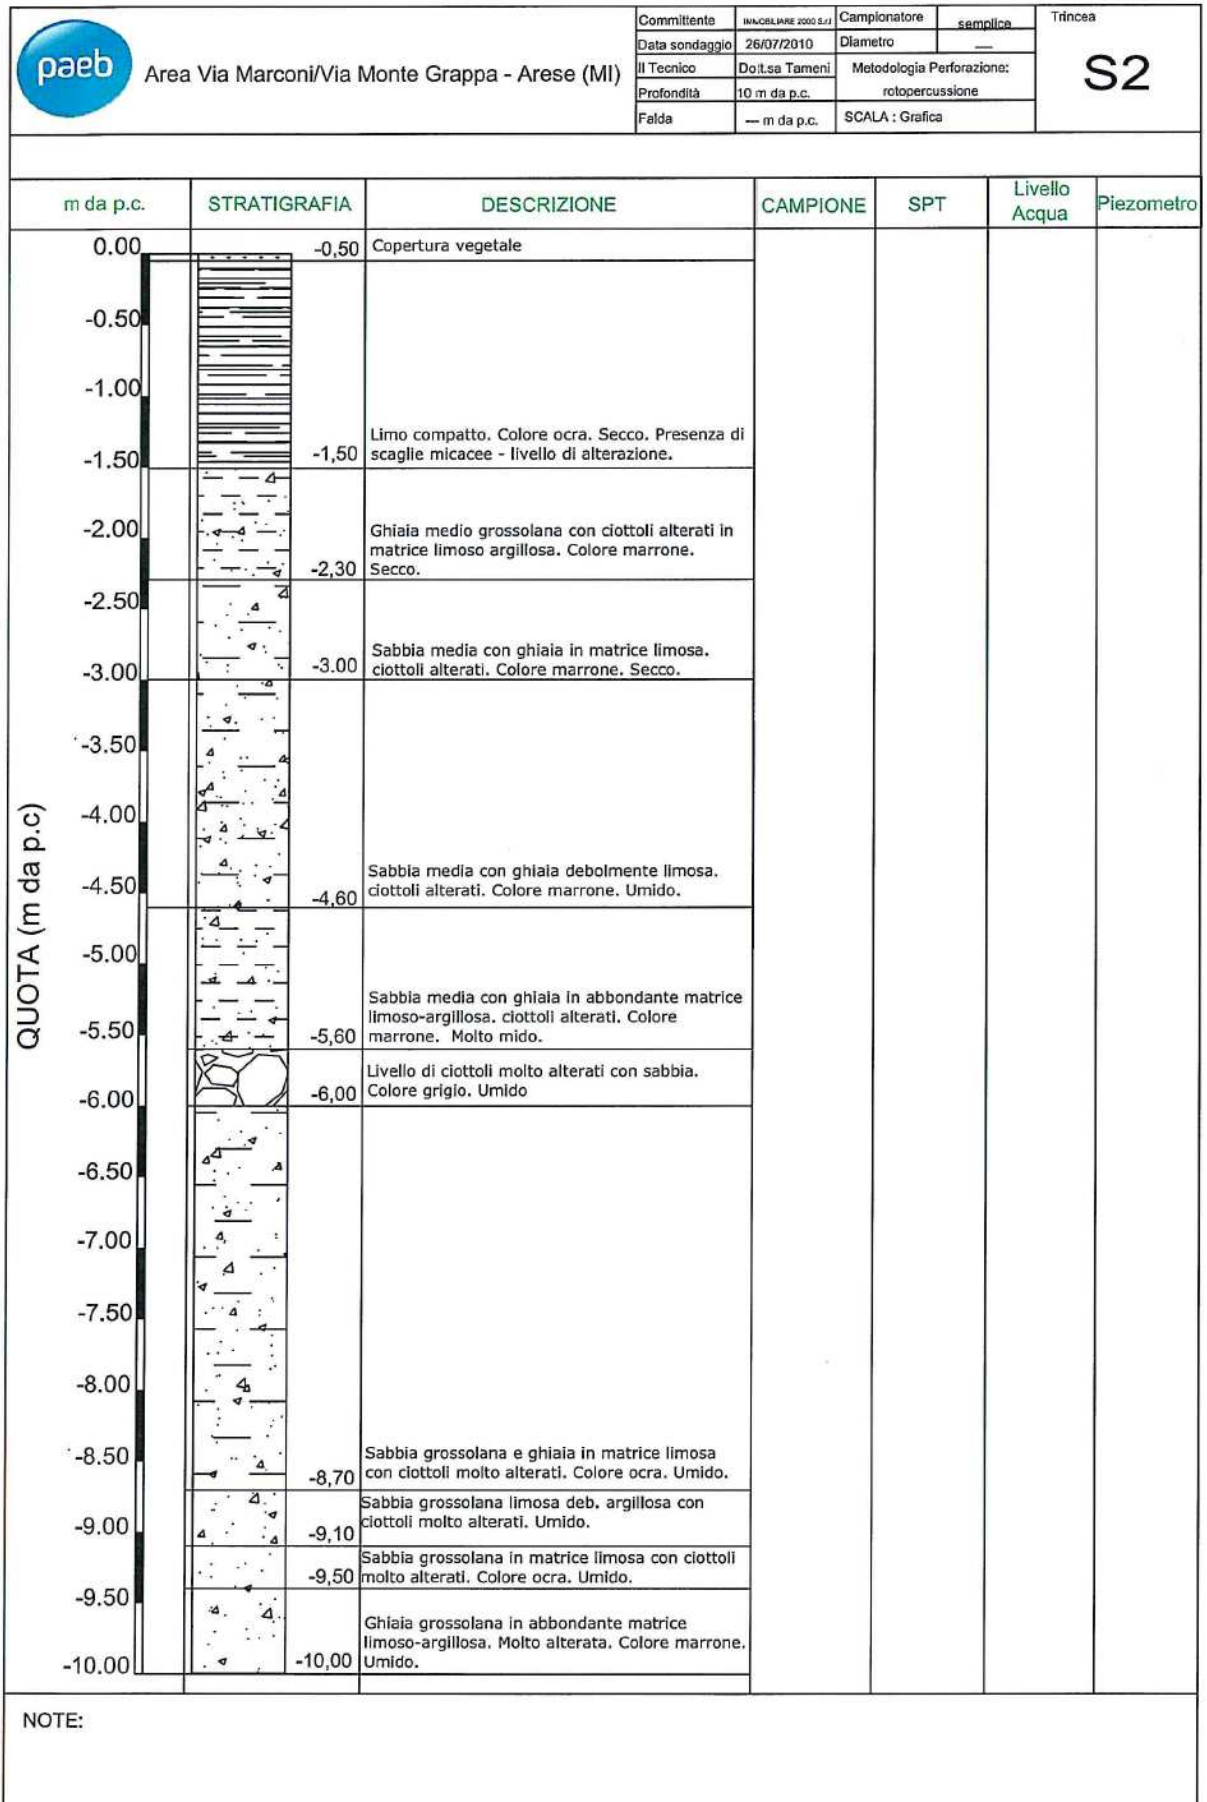 paeb
Area Via Marconi/Via Monte Grappa - Arese (MI)
Committente IMMOBILIARE 2000 S.r.l Campionatore semplice
Data sondaggio 26/07/2010 Diametro —
Il Tecnico Dott.sa Tameni Metodologia Perforazione:
Profondità 10 m da p.c. rotopercussione
Falda --- m da p.c. SCALA : Grafica
Trincea
S2
m da p.c. STRATIGRAFIA DESCRIZIONE CAMPIONE SPT Livello Piezometro
Acqua
QUOTA (m da p.c)
0.00 -0,50 Copertura vegetale
-0.50
-1.00
Limo compatto. Colore ocra. Secco. Presenza di
-1.50 -1,50 scaglie micacee - livello di alterazione.
-2.00 Ghiaia medio grossolana con ciottoli alterati in
matrice limoso argillosa. Colore marrone.
-2,30 Secco.
-2.50
Sabbia media con ghiaia in matrice limosa.
-3.00 -3.00 ciottoli alterati. Colore marrone. Secco.
-3.50
-4.00
Sabbia media con ghiaia debolmente limosa.
-4.50 -4,60 ciottoli alterati. Colore marrone. Umido.
-5.00
Sabbia media con ghiaia in abbondante matrice
limoso-argillosa. ciottoli alterati. Colore
-5.50 -5,60 marrone. Molto mido.
Livello di ciottoli molto alterati con sabbia.
-6.00 -6,00 Colore grigio. Umido
-6.50
-7.00
-7.50
-8.00
-8.50 Sabbia grossolana e ghiaia in matrice limosa
-8,70 con ciottoli molto alterati. Colore ocra. Umido.
Sabbia grossolana limosa deb. argillosa con
-9.00 -9,10 ciottoli molto alterati. Umido.
Sabbia grossolana in matrice limosa con ciottoli
-9,50 molto alterati. Colore ocra. Umido.
-9.50
Ghiaia grossolana in abbondante matrice
limoso-argillosa. Molto alterata. Colore marrone.
-10.00 -10,00 Umido.
NOTE: